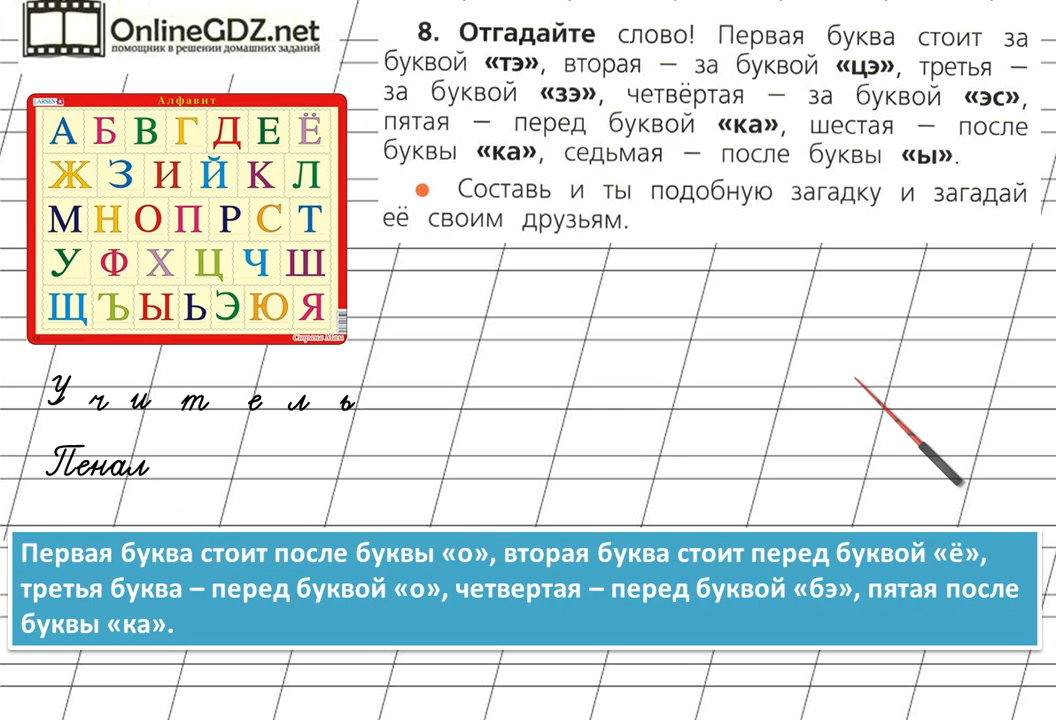 OnlineGDZ.net
помощник в решении домашних заданий
8. Отгадайте слово! Первая буква стоит за
буквой «тэ», вторая – за буквой «цэ», третья –
за буквой «зэ», четвёртая – за буквой «эс»,
пятая – перед буквой «ка», шестая – после
буквы «ка», седьмая – после буквы «ы».
Составь и ты подобную загадку и загадай
её своим друзьям.
LARSEN
Алфавит
А Б В Г Д Е Ё
Ж З И Й К Л
М Н О П Р С Т
У Ф Х Ц Ч Ш
Щ Ъ Ы Ь Э Ю Я
Страна Мам
У ч и т е л ь
Пенал
Первая буква стоит после буквы «о», вторая буква стоит перед буквой «ё»,
третья буква – перед буквой «о», четвертая – перед буквой «бэ», пятая после
буквы «ка».